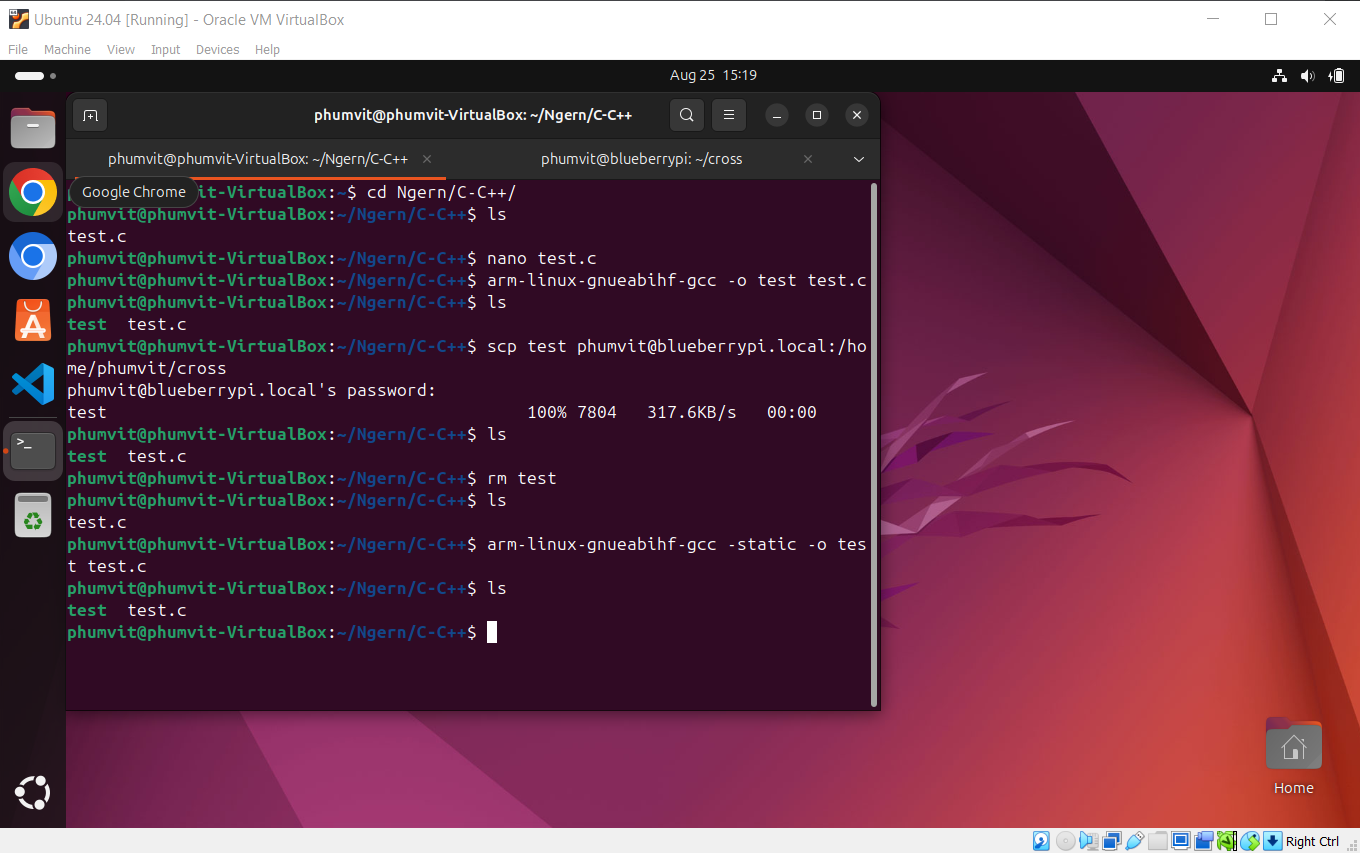 Ubuntu 24.04 [Running] - Oracle VM VirtualBox
File Machine View Input Devices Help
Aug 25 15:19
phumvit@phumvit-VirtualBox: ~/Ngern/C-C++
phumvit@phumvit-VirtualBox: ~/Ngern/C-C++ phumvit@blueberrypi: ~/cross
Google Chrome
vit-VirtualBox:~$ cd Ngern/C-C++/
phumvit@phumvit-VirtualBox:~/Ngern/C-C++$ ls
test.c
phumvit@phumvit-VirtualBox:~/Ngern/C-C++$ nano test.c
phumvit@phumvit-VirtualBox:~/Ngern/C-C++$ arm-linux-gnueabihf-gcc -o test test.c
phumvit@phumvit-VirtualBox:~/Ngern/C-C++$ ls
test test.c
phumvit@phumvit-VirtualBox:~/Ngern/C-C++$ scp test phumvit@blueberrypi.local:/ho
me/phumvit/cross
phumvit@blueberrypi.local's password:
test 100% 7804 317.6KB/s 00:00
phumvit@phumvit-VirtualBox:~/Ngern/C-C++$ ls
test test.c
phumvit@phumvit-VirtualBox:~/Ngern/C-C++$ rm test
phumvit@phumvit-VirtualBox:~/Ngern/C-C++$ ls
test.c
phumvit@phumvit-VirtualBox:~/Ngern/C-C++$ arm-linux-gnueabihf-gcc -static -o tes
t test.c
phumvit@phumvit-VirtualBox:~/Ngern/C-C++$ ls
test test.c
phumvit@phumvit-VirtualBox:~/Ngern/C-C++$
Home
Right Ctrl